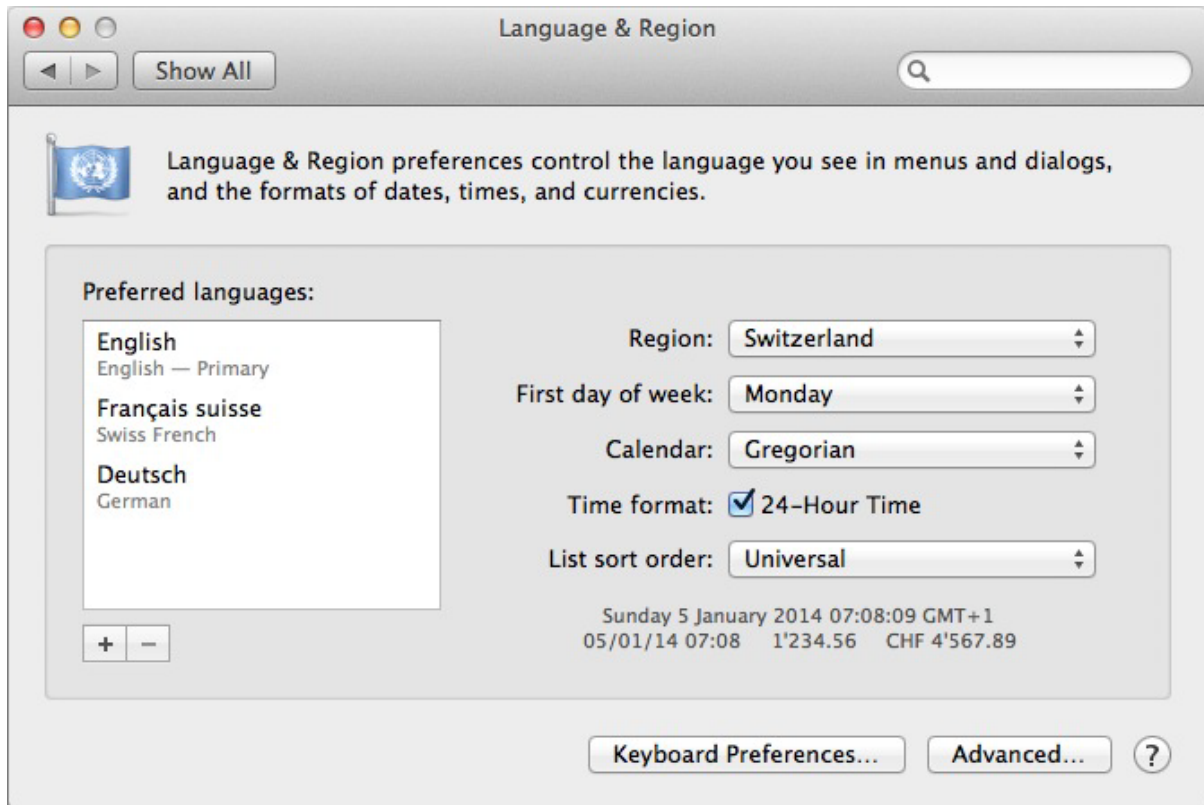 Language & Region
Show All
Language & Region preferences control the language you see in menus and dialogs,
and the formats of dates, times, and currencies.
Preferred languages:
English
English — Primary
Français suisse
Swiss French
Deutsch
German
+ −
Region: Switzerland
First day of week: Monday
Calendar: Gregorian
Time format: 24-Hour Time
List sort order: Universal
Sunday 5 January 2014 07:08:09 GMT+1
05/01/14 07:08 1'234.56 CHF 4'567.89
Keyboard Preferences... Advanced... ?